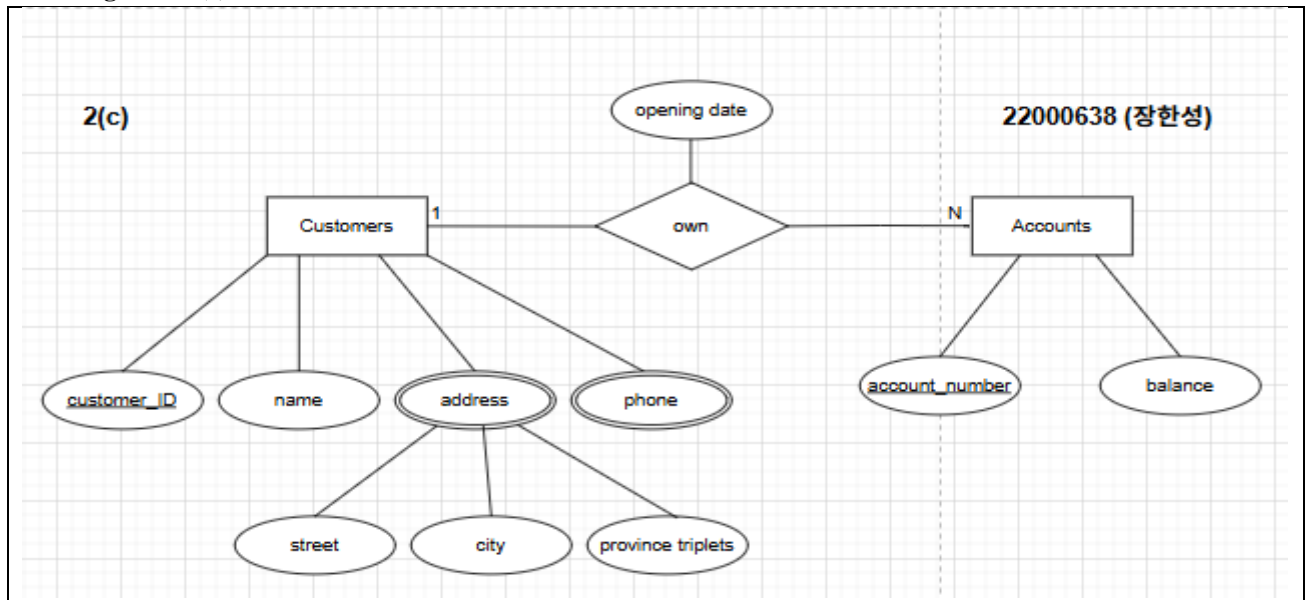 2(c)
opening date
22000638 (장한성)
Customers
1
own
N
Accounts
customer_ID
name
address
phone
account_number
balance
street
city
province triplets